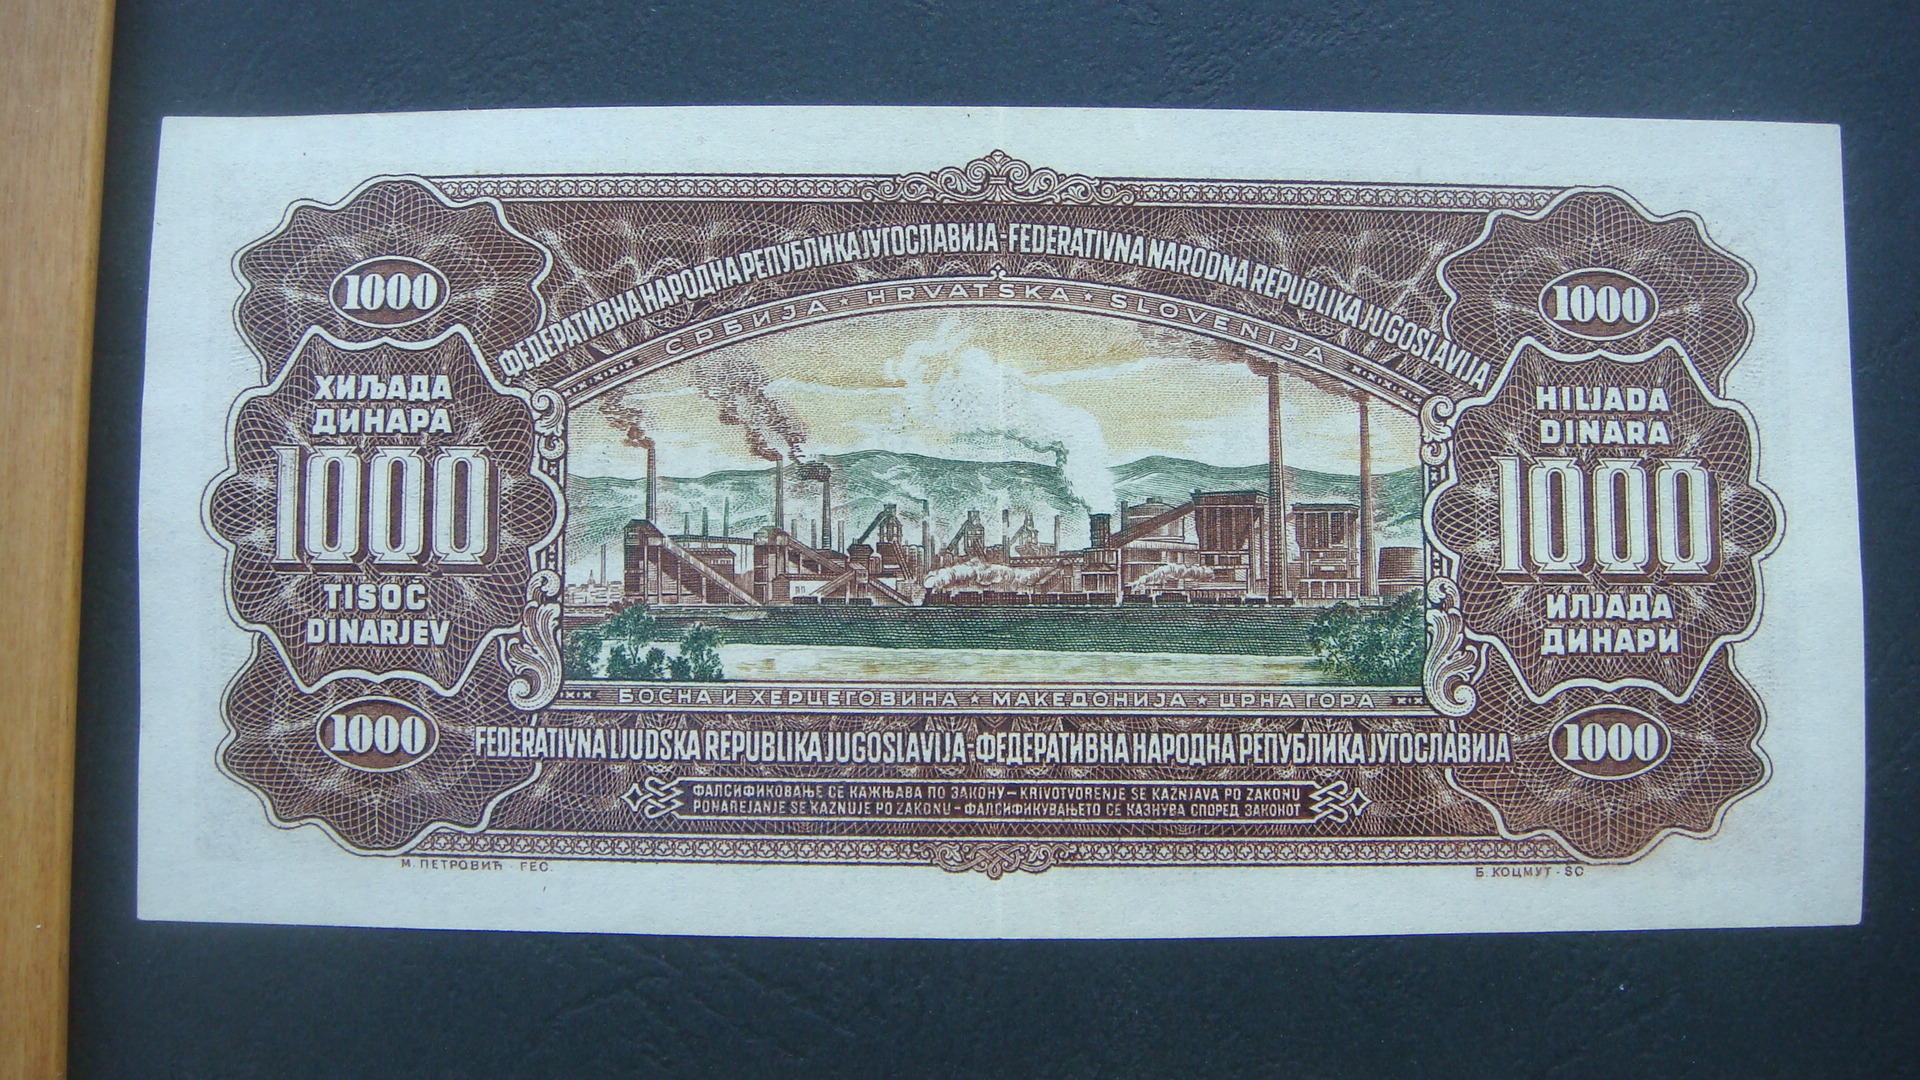 ФЕДЕРАТИВНА НАРОДНА РЕПУБЛИКА ЈУГОСЛАВИЈА - FEDERATIVNA NARODNA REPUBLIKA JUGOSLAVIJA
СРБИЈА ★ HRVATSKA ★ SLOVENIJA
1000
ХИЉАДА
ДИНАРА
1000
TISOČ
DINARJEV
1000
1000
HILJADA
DINARA
1000
ИЛЈАДА
ДИНАРИ
1000
БОСНА И ХЕРЦЕГОВИНА ★ МАКЕДОНИЈА ★ ЦРНА ГОРА
FEDERATIVNA LJUDSKA REPUBLIKA JUGOSLAVIJA - ФЕДЕРАТИВНА НАРОДНА РЕПУБЛИКА ЈУГОСЛАВИЈА
ФАЛСИФИКОВАЊЕ СЕ КАЖЊАВА ПО ЗАКОНУ – KRIVOTVORENJE SE KAŽNJAVA PO ZAKONU
PONAREJANJE SE KAZNUJE PO ZAKONU – ФАЛСИФИКУВАЊЕТО СЕ КАЗНУВА СПОРЕД ЗАКОНОТ
М. ПЕТРОВИЋ · FEC.
Б. КОЦМУТ · SC